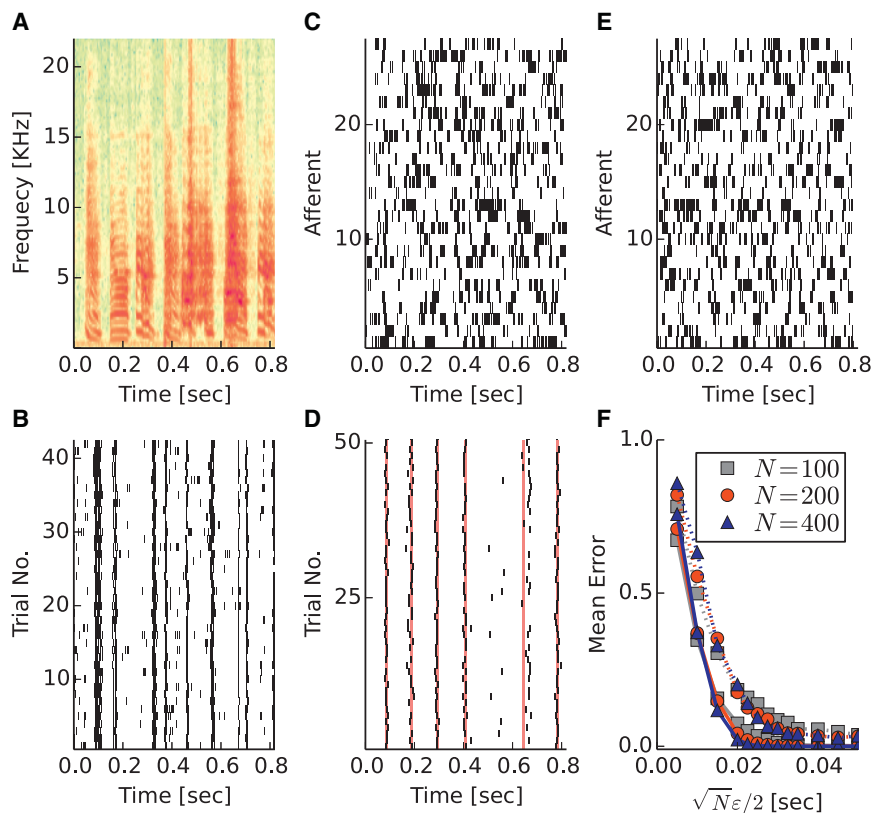 A
Frequecy [KHz]
20
15
10
5
0.0 0.2 0.4 0.6 0.8
Time [sec]
C
Afferent
20
10
0.0 0.2 0.4 0.6 0.8
Time [sec]
E
Afferent
20
10
0.0 0.2 0.4 0.6 0.8
Time [sec]
B
Trial No.
40
30
20
10
0.0 0.2 0.4 0.6 0.8
Time [sec]
D
Trial No.
50
25
0.0 0.2 0.4 0.6 0.8
Time [sec]
F
Mean Error
1.0
0.5
0.0
N=100
N=200
N=400
0.00 0.02 0.04
√Nε/2 [sec]